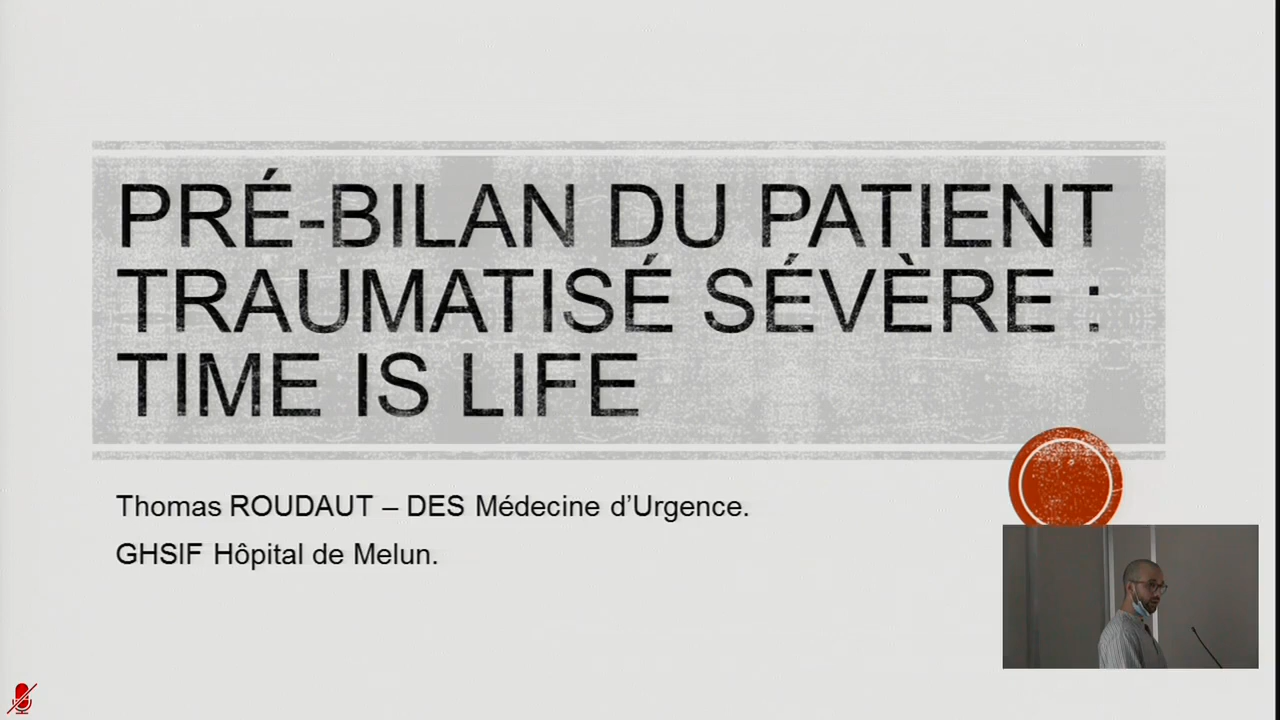 PRÉ-BILAN DU PATIENT
TRAUMATISÉ SÉVÈRE :
TIME IS LIFE
Thomas ROUDAUT – DES Médecine d’Urgence.
GHSIF Hôpital de Melun.